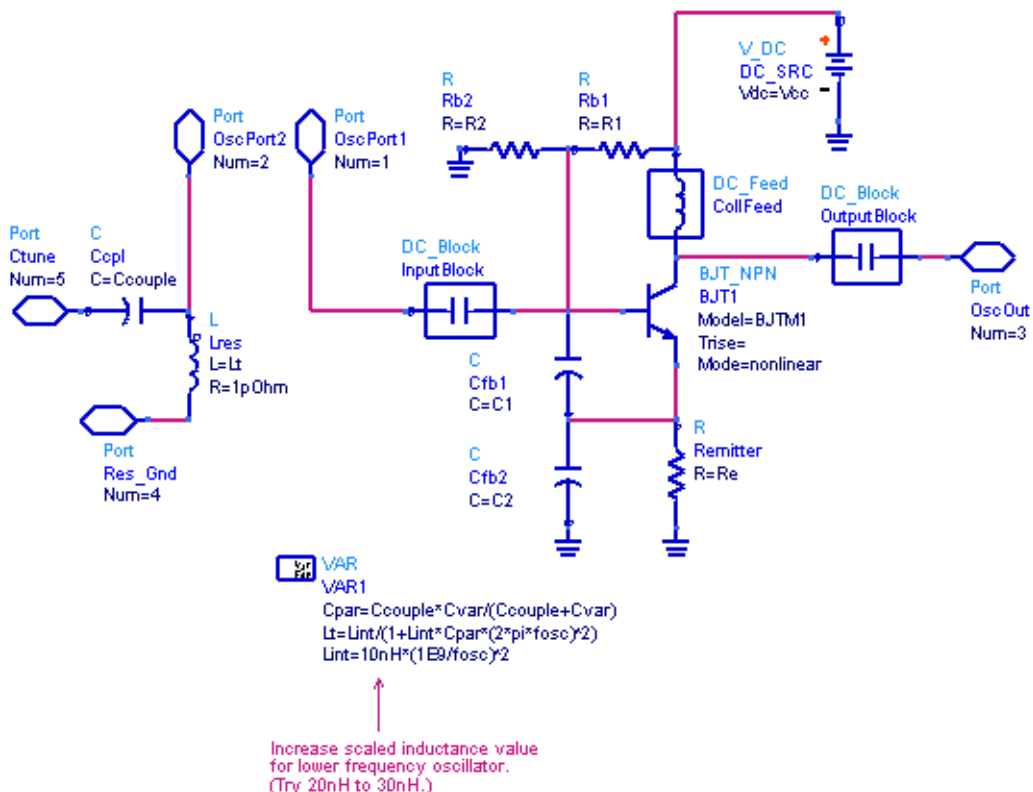 V_DC
DC_SRC
Vdc=Vcc
+
-
R
Rb2
R=R2
R
Rb1
R=R1
Port
OscPort2
Num=2
Port
OscPort1
Num=1
DC_Feed
CollFeed
DC_Block
OutputBlock
Port
Ctune
Num=5
C
Ccpl
C=Ccouple
DC_Block
InputBlock
BJT_NPN
BJT1
Model=BJTM1
Trise=
Mode=nonlinear
Port
OscOut
Num=3
L
Lres
L=Lt
R=1pOhm
C
Cfb1
C=C1
Port
Res_Gnd
Num=4
C
Cfb2
C=C2
R
Remitter
R=Re
Var
Eqn
VAR
VAR1
Cpar=Ccouple*Cvar/(Ccouple+Cvar)
Lt=Lint/(1+Lint*Cpar*(2*pi*fosc)^2)
Lint=10nH*(1E9/fosc)^2
Increase scaled inductance value
for lower frequency oscillator.
(Try 20nH to 30nH.)